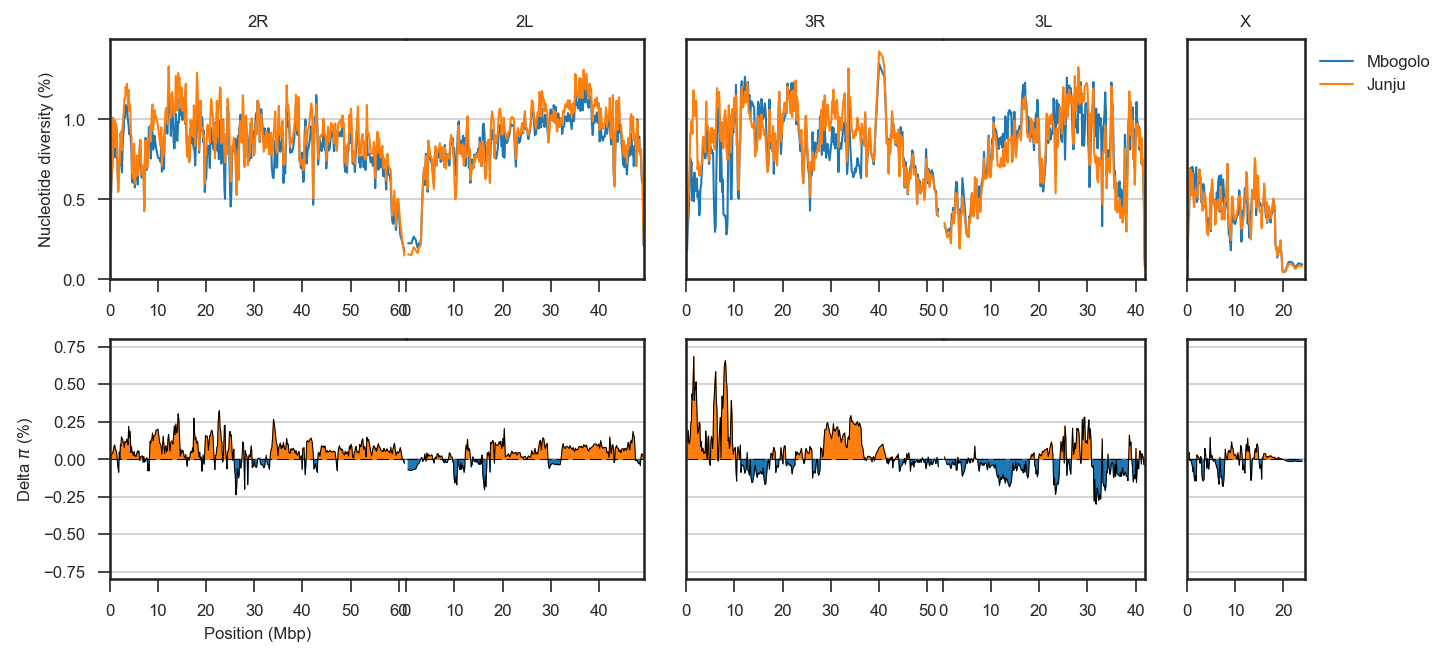 2R 2L 3R 3L X
Nucleotide diversity (%)
1.0
0.5
0.0
Mbogolo
Junju
0 10 20 30 40 50 60 0 10 20 30 40 0 10 20 30 40 50 0 10 20 30 40 0 10 20
Delta π (%)
0.75
0.50
0.25
0.00
−0.25
−0.50
−0.75
0 10 20 30 40 50 60 0 10 20 30 40 0 10 20 30 40 50 0 10 20 30 40 0 10 20
Position (Mbp)